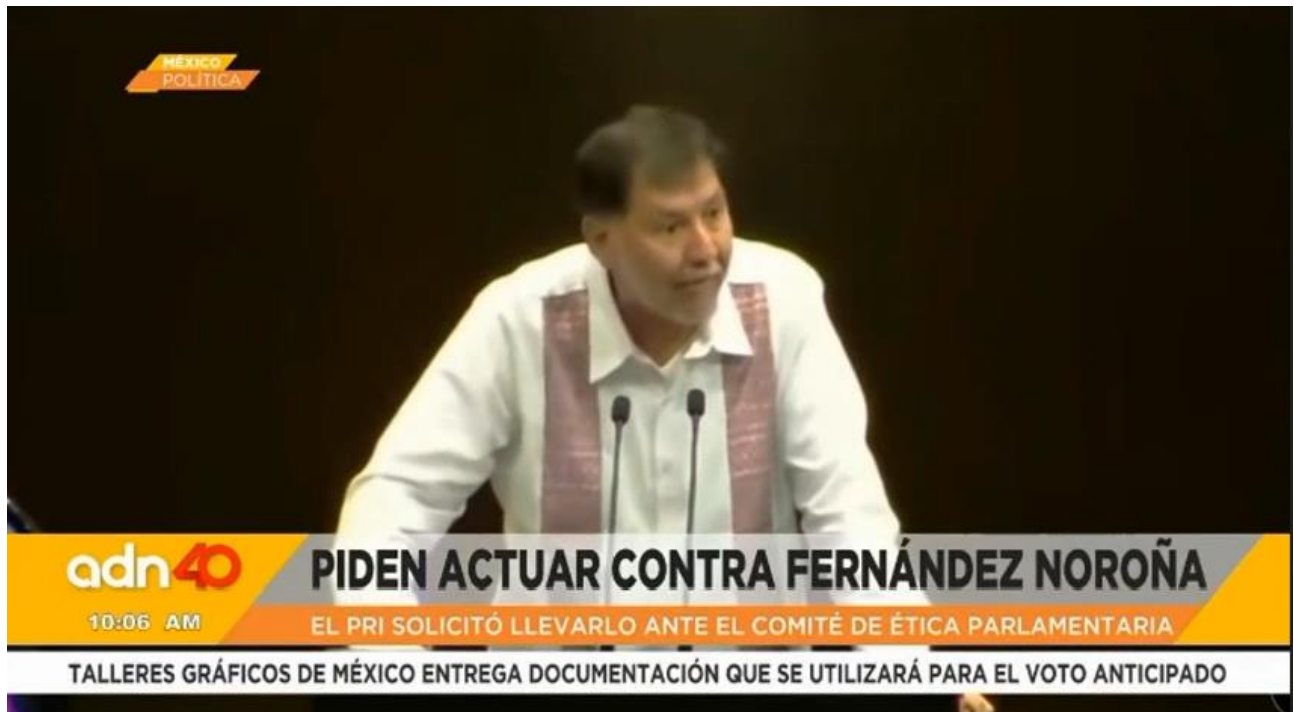 MÉXICO
POLÍTICA
adn40
PIDEN ACTUAR CONTRA FERNÁNDEZ NOROÑA
10:06 AM
EL PRI SOLICITÓ LLEVARLO ANTE EL COMITÉ DE ÉTICA PARLAMENTARIA
TALLERES GRÁFICOS DE MÉXICO ENTREGA DOCUMENTACIÓN QUE SE UTILIZARÁ PARA EL VOTO ANTICIPADO